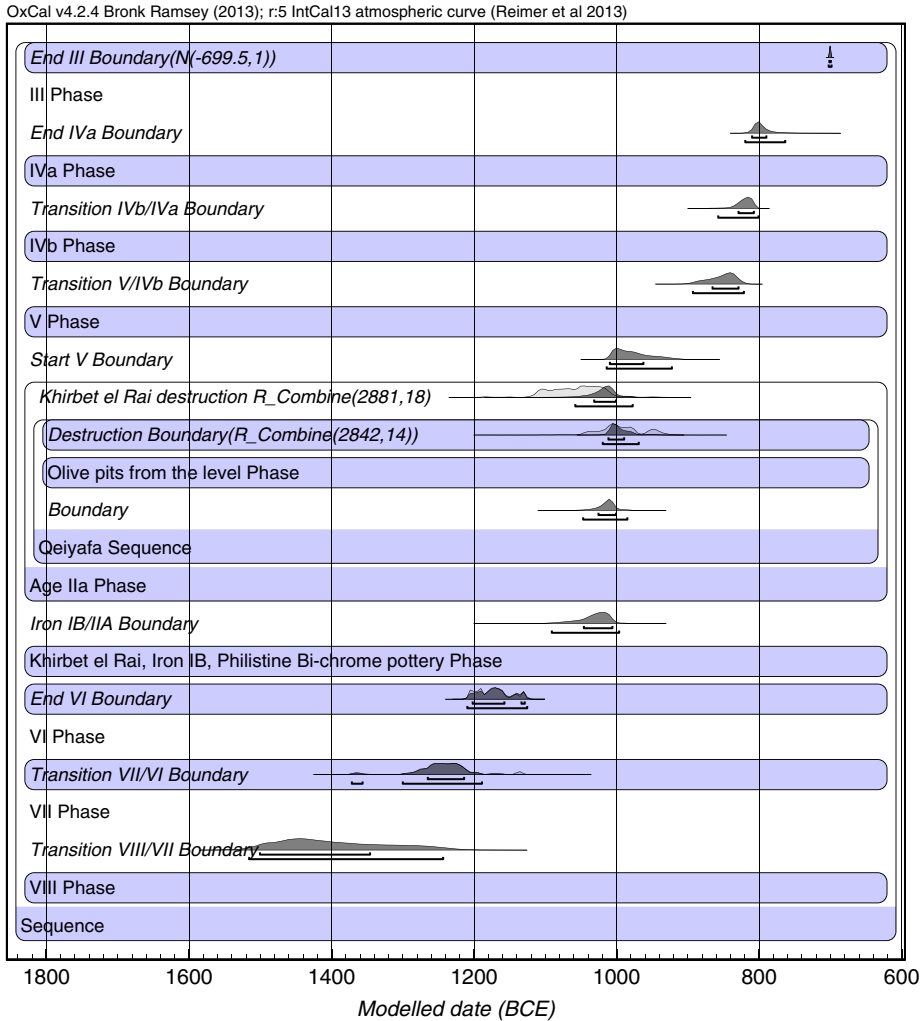 OxCal v4.2.4 Bronk Ramsey (2013); r:5 IntCal13 atmospheric curve (Reimer et al 2013)
End III Boundary(N(-699.5,1))
III Phase
End IVa Boundary
IVa Phase
Transition IVb/IVa Boundary
IVb Phase
Transition V/IVb Boundary
V Phase
Start V Boundary
Khirbet el Rai destruction R_Combine(2881,18)
Destruction Boundary(R_Combine(2842,14))
Olive pits from the level Phase
Boundary
Qeiyafa Sequence
Age IIa Phase
Iron IB/IIA Boundary
Khirbet el Rai, Iron IB, Philistine Bi-chrome pottery Phase
End VI Boundary
VI Phase
Transition VII/VI Boundary
VII Phase
Transition VIII/VII Boundary
VIII Phase
Sequence
1800 1600 1400 1200 1000 800 600
Modelled date (BCE)